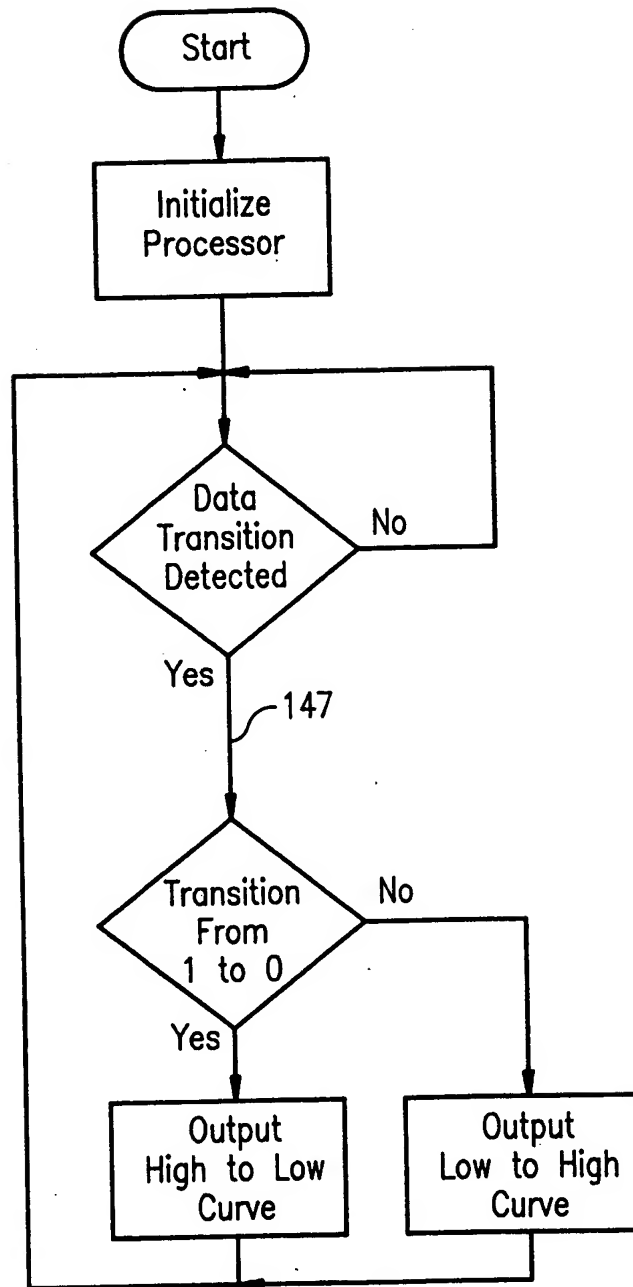 Start
Initialize
Processor
Data
Transition
Detected
No
Yes
147
Transition
From
1 to 0
No
Yes
Output
High to Low
Curve
Output
Low to High
Curve